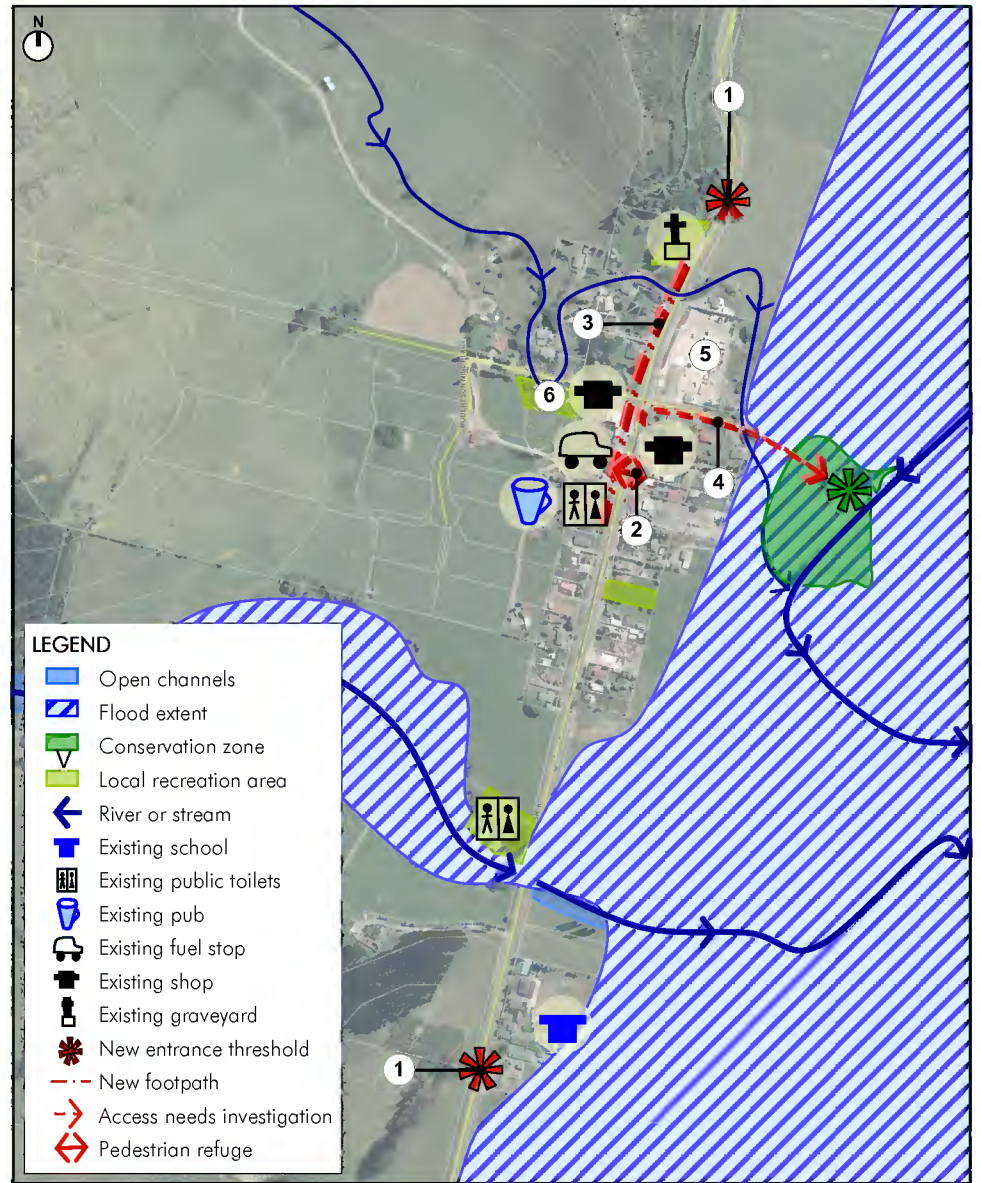 N
1
3
5
6
4
2
1
LEGEND
Open channels
Flood extent
Conservation zone
Local recreation area
River or stream
Existing school
Existing public toilets
Existing pub
Existing fuel stop
Existing shop
Existing graveyard
New entrance threshold
New footpath
Access needs investigation
Pedestrian refuge